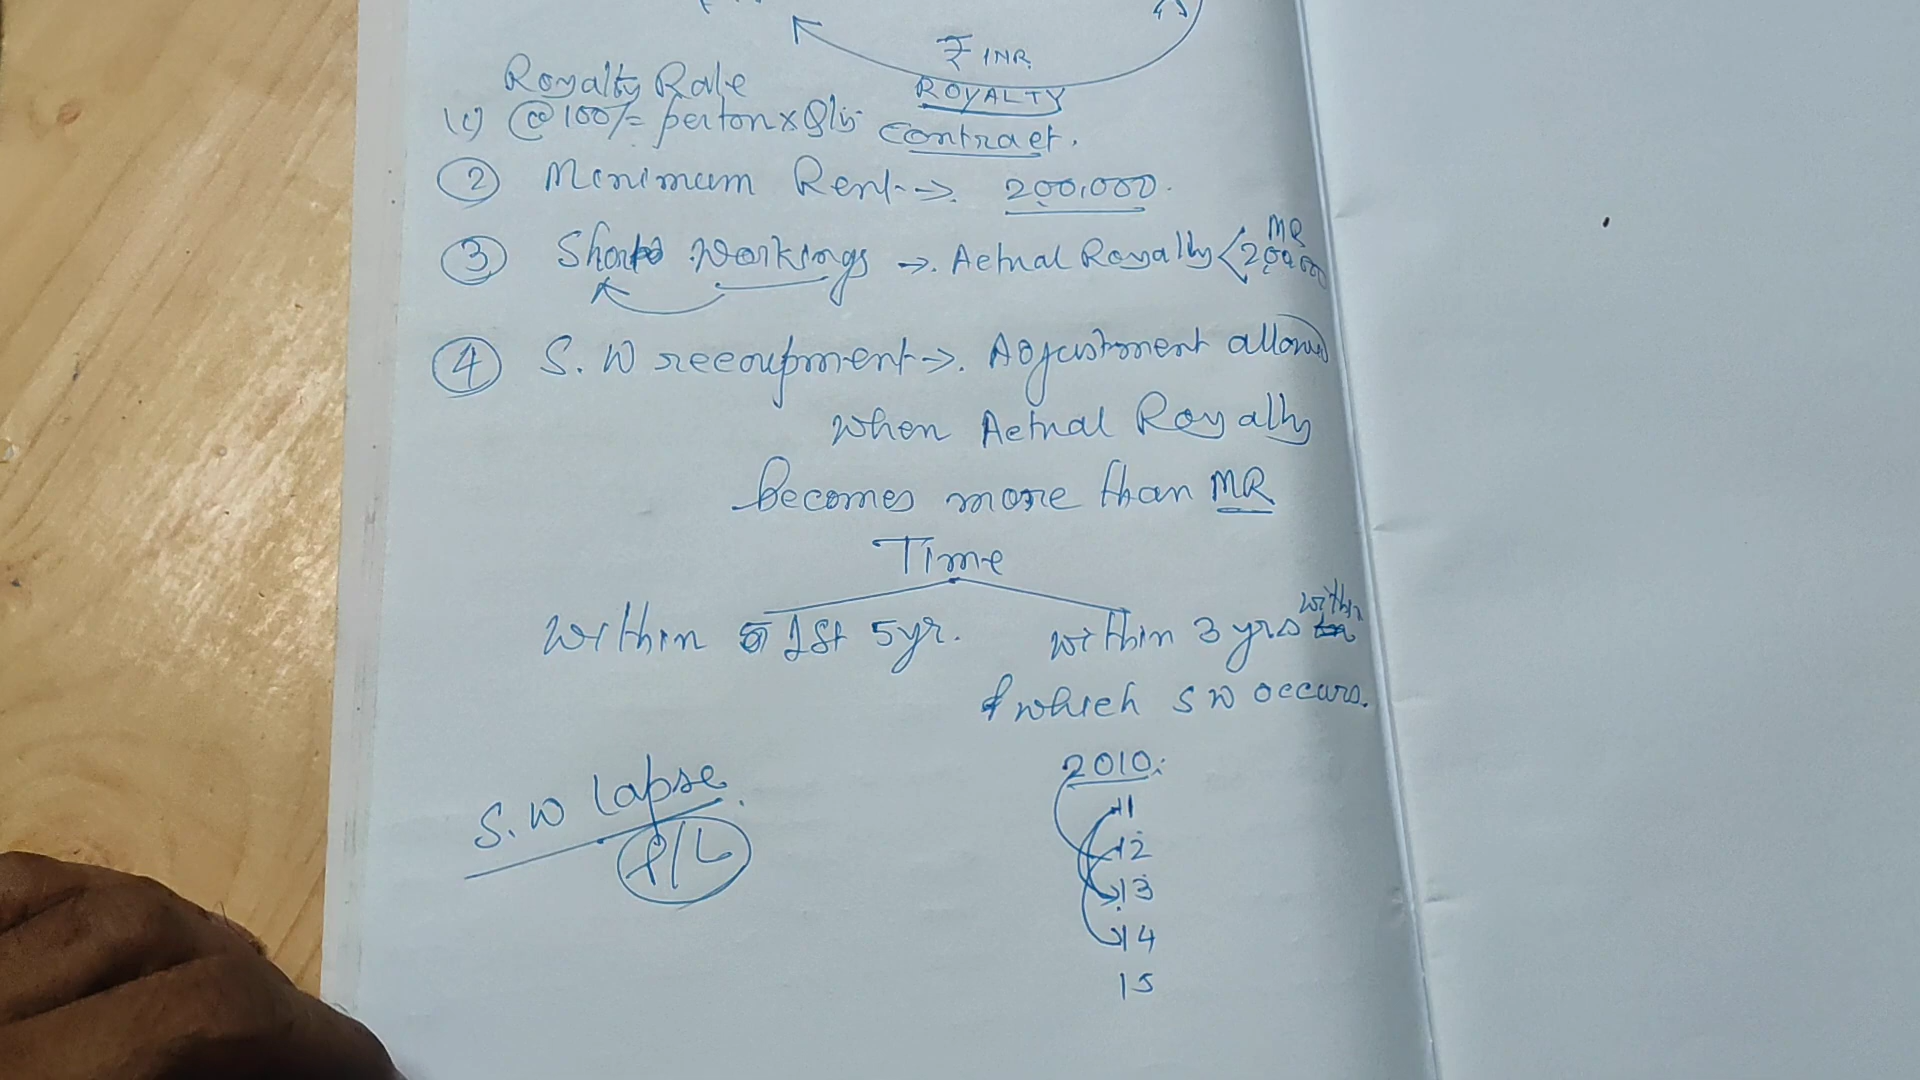 ₹ INR
ROYALTY
contract.
Royalty Rate
(1) @ 100/= per ton x Qty
2 Minimum Rent → 200,000.
3 Short Workings → Actual Royalty < 200,000
MR
4 S.W recoupment → Adjustment allowed
when Actual Royalty
becomes more than MR
Time
within 1st 5yr.
within 3 yrs within
which S W occurs.
S.W lapse.
P/L
2010.
11
12
13
14
15